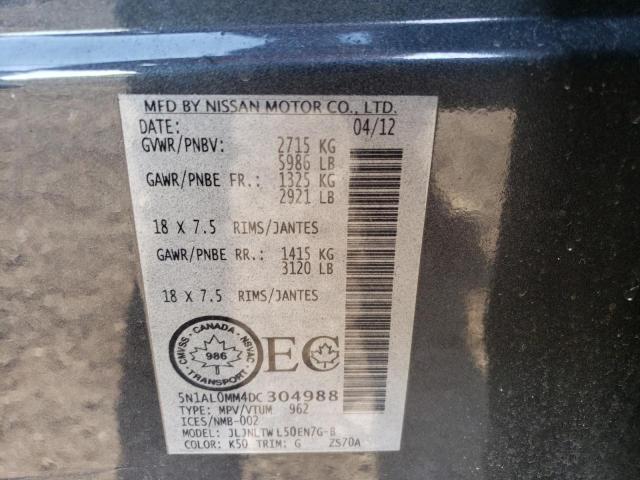 MFD BY NISSAN MOTOR CO., LTD.
DATE: 04/12
GVWR/PNBV: 2715 KG
5986 LB
GAWR/PNBE FR.: 1325 KG
2921 LB
18 X 7.5 RIMS/JANTES
GAWR/PNBE RR.: 1415 KG
3120 LB
18 X 7.5 RIMS/JANTES
CANADA
CMVSS NSVAC
986
TRANSPORT
EC
5N1AL0MM4DC304988
TYPE: MPV/VTUM 962
ICES/NMB-002
MODEL: JLJNLTW L50EN7G-B
COLOR: K50 TRIM: G ZS70A